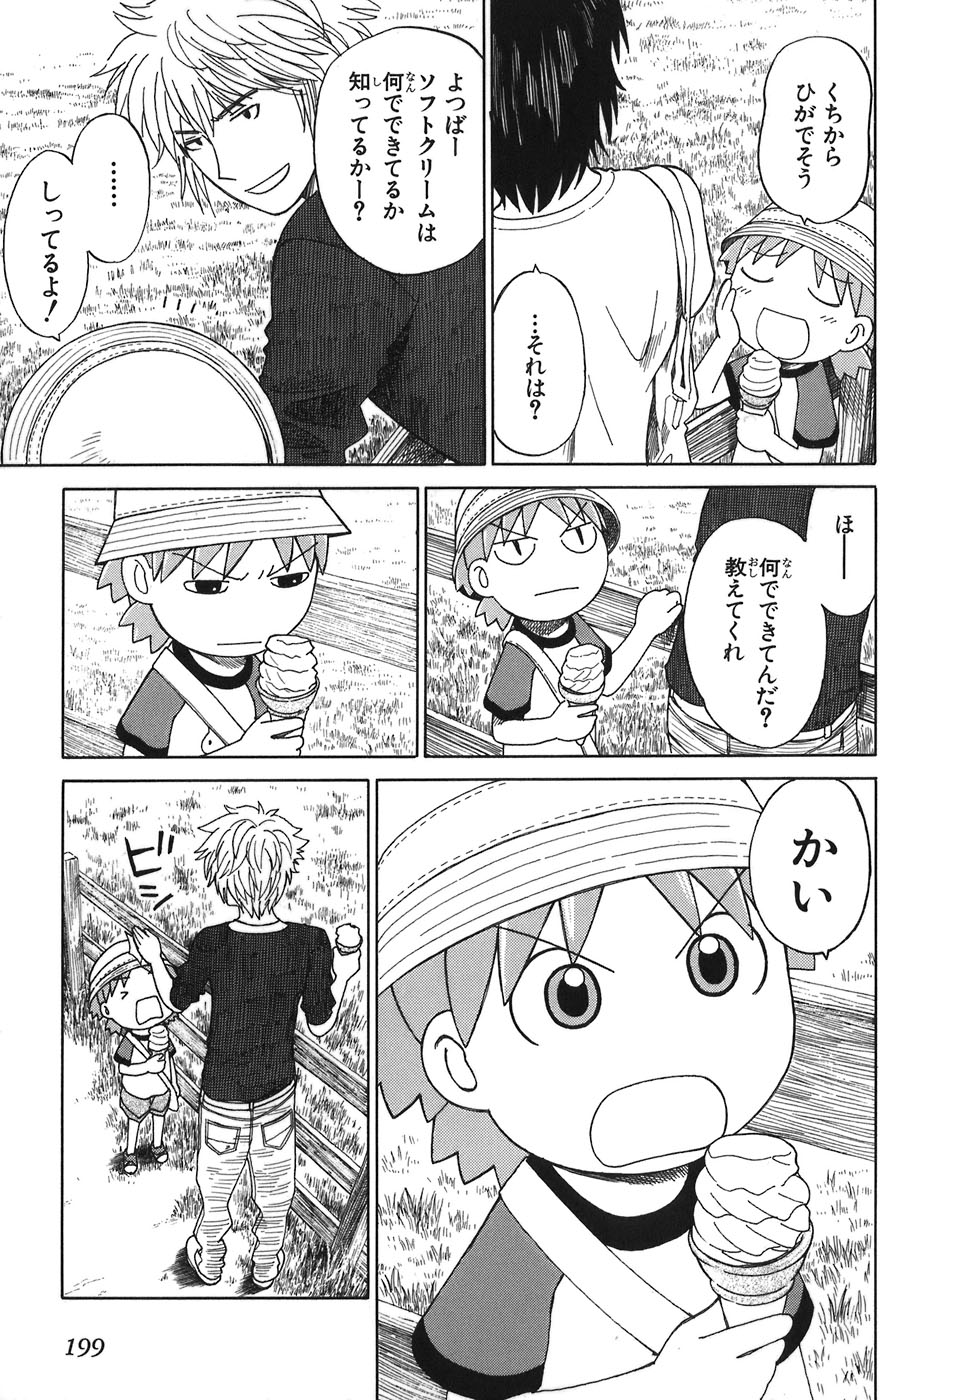 くちから
ひがでそう
…それは?
よつばー
ソフトクリームは
何でできてるか
知ってるかー?
……
しってるよ!
ほ──
何でできてんだ?
教えてくれ
かい
ビシ
199